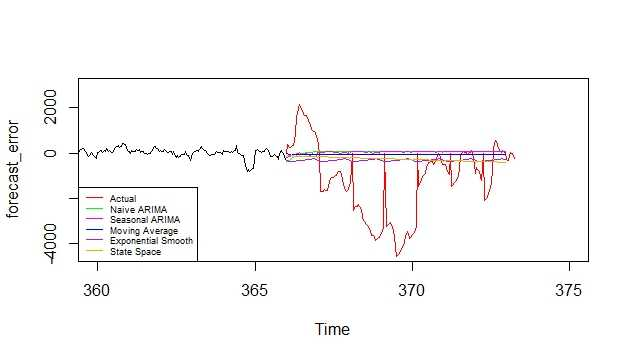 forecast_error
2000
0
-4000
Actual
Naive ARIMA
Seasonal ARIMA
Moving Average
Exponential Smooth
State Space
360
365
370
375
Time